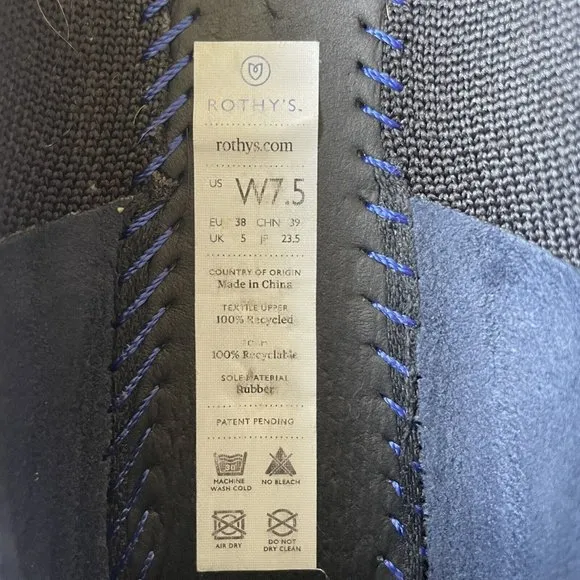 ROTHY'S
rothys.com
US W7.5
EU 38 CHN 39
UK 5 JP 23.5
COUNTRY OF ORIGIN
Made in China
TEXTILE UPPER
100% Recycled
100% Recyclable
SOLE MATERIAL
Rubber
PATENT PENDING
30
MACHINE WASH COLD
NO BLEACH
AIR DRY
DO NOT DRY CLEAN